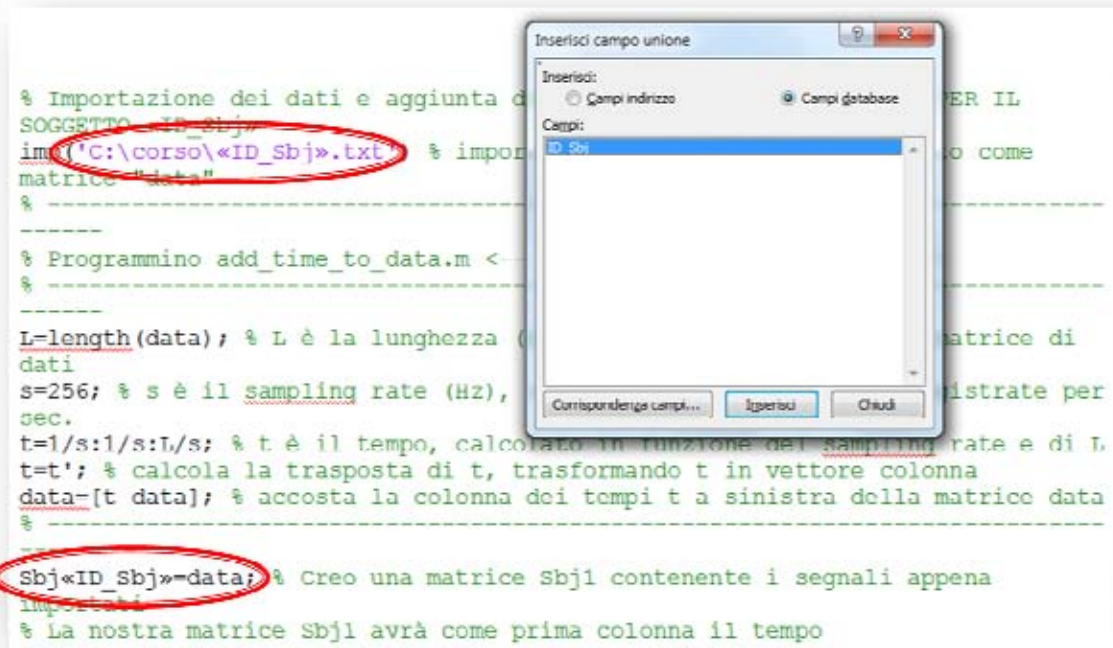 % Importazione dei dati e aggiunta d
ER IL
SOGGETTO «ID_Sbj»
imp('C:\corso\«ID_Sbj».txt') % impor
o come
matrice "data"
% ------------------------------------------------------------
------
% Programmino add_time_to_data.m <
% ------------------------------------------------------------
------
L=length(data); % L è la lunghezza (
matrice di
dati
s=256; % s è il sampling rate (Hz),
istrate per
sec.
t=1/s:1/s:L/s; % t è il tempo, calcolato in funzione del sampling rate e di L
t=t'; % calcola la trasposta di t, trasformando t in vettore colonna
data=[t data]; % accosta la colonna dei tempi t a sinistra della matrice data
% ------------------------------------------------------------
----
Sbj«ID_Sbj»=data; % Creo una matrice Sbj1 contenente i segnali appena
importati
% La nostra matrice Sbj1 avrà come prima colonna il tempo
Inserisci campo unione
Inserisci:
Campi indirizzo
Campi database
Campi:
ID_Sbj
Corrispondenza campi...
Inserisci
Chiudi